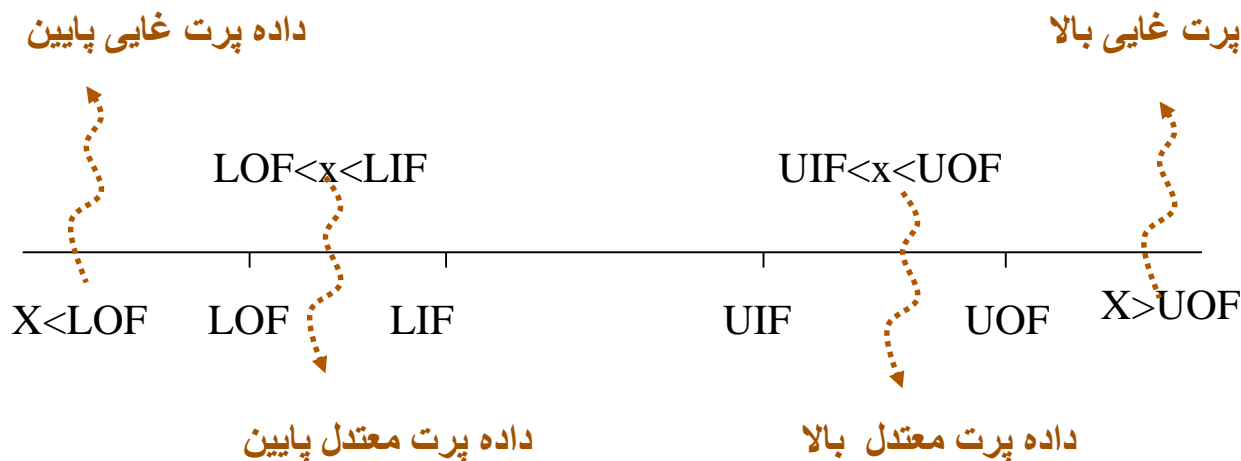 داده پرت غایی پایین
پرت غایی بالا
LOF<x<LIF
UIF<x<UOF
X<LOF
LOF
LIF
UIF
UOF
X>UOF
داده پرت معتدل پایین
داده پرت معتدل بالا